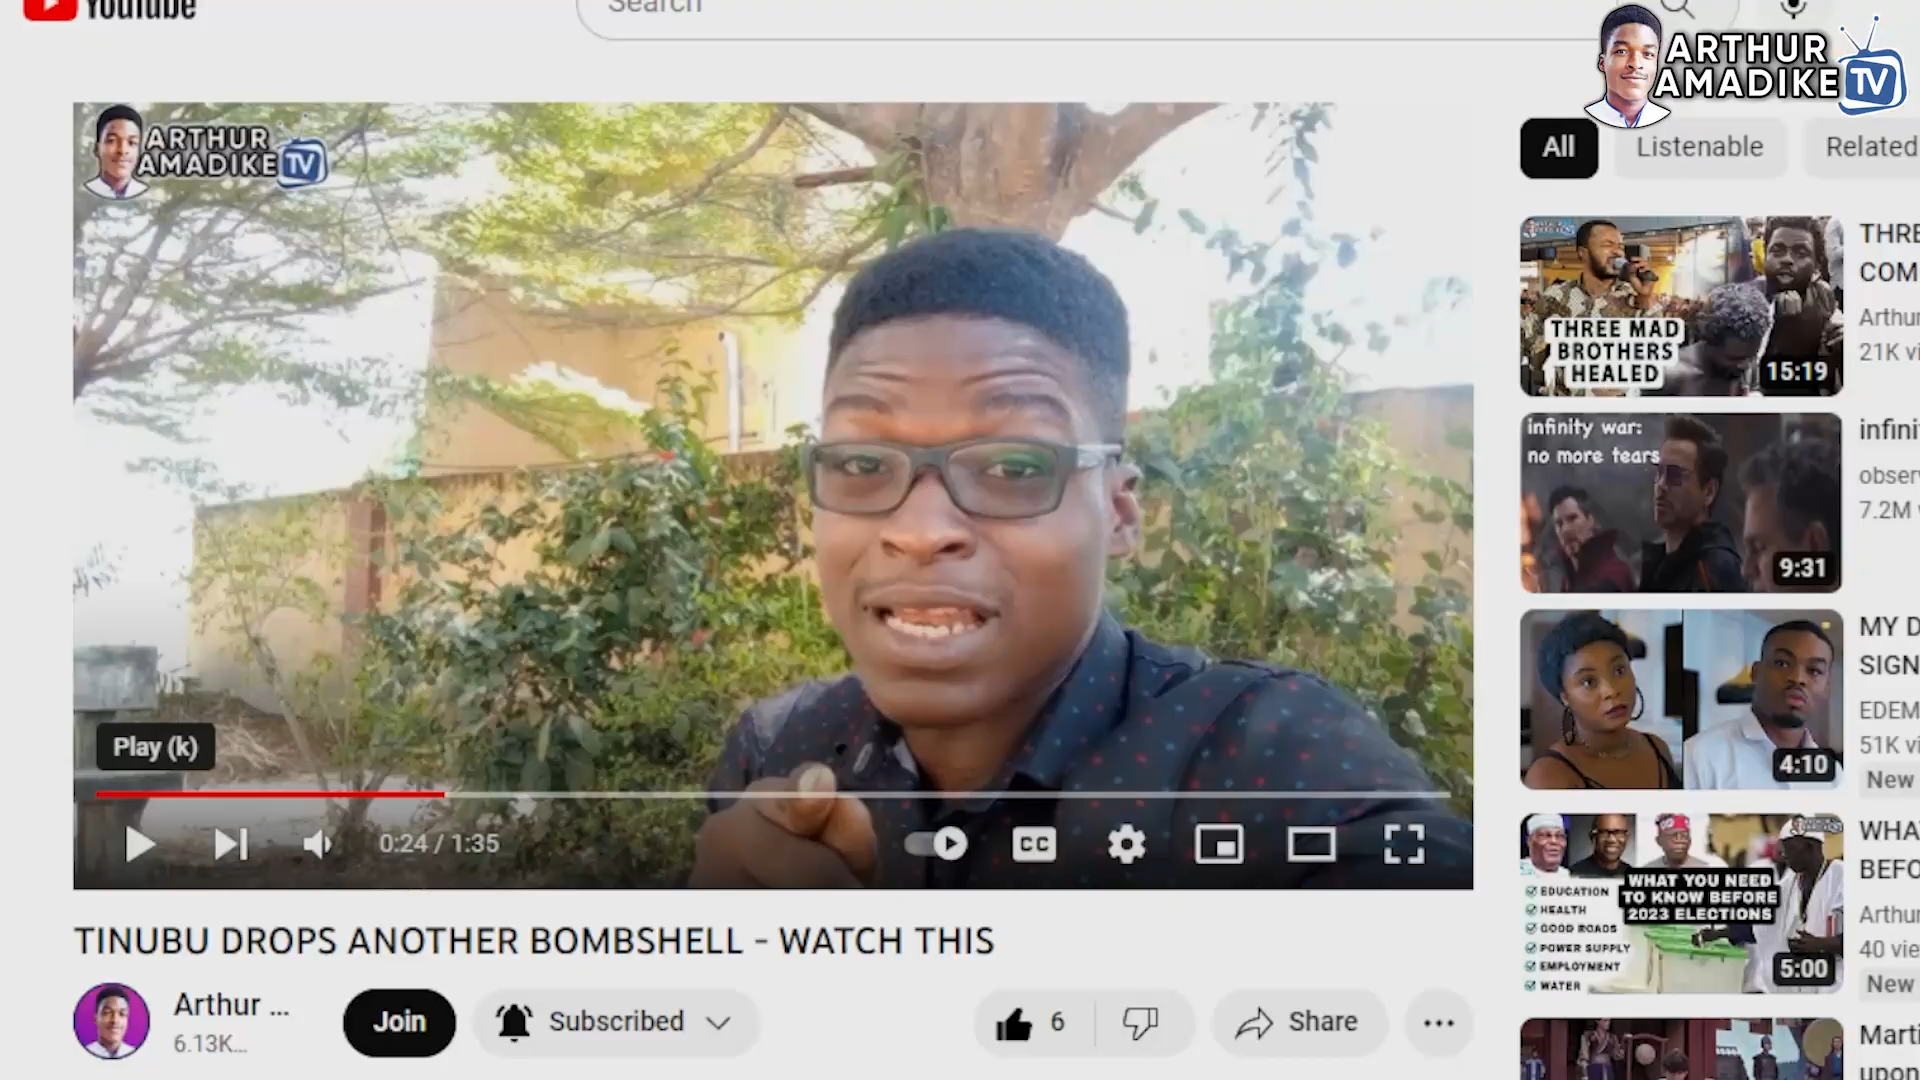 YouTube
Search
ARTHUR
AMADIKE TV
ARTHUR
AMADIKE TV
All
Listenable
Related
THREE MAD
BROTHERS
HEALED
15:19
THRE
COM
Arthur
21K vi
infinity war:
no more tears
9:31
infini
obser
7.2M
4:10
MY D
SIGN
EDEM
51K vi
New
Play (k)
0:24 / 1:35
CC
WHAT YOU NEED
TO KNOW BEFORE
2023 ELECTIONS
EDUCATION
HEALTH
GOOD ROADS
POWER SUPPLY
EMPLOYMENT
WATER
5:00
WHA
BEFO
Arthur
40 vie
New
TINUBU DROPS ANOTHER BOMBSHELL - WATCH THIS
Arthur ...
6.13K...
Join
Subscribed
6
Share
Marti
upon